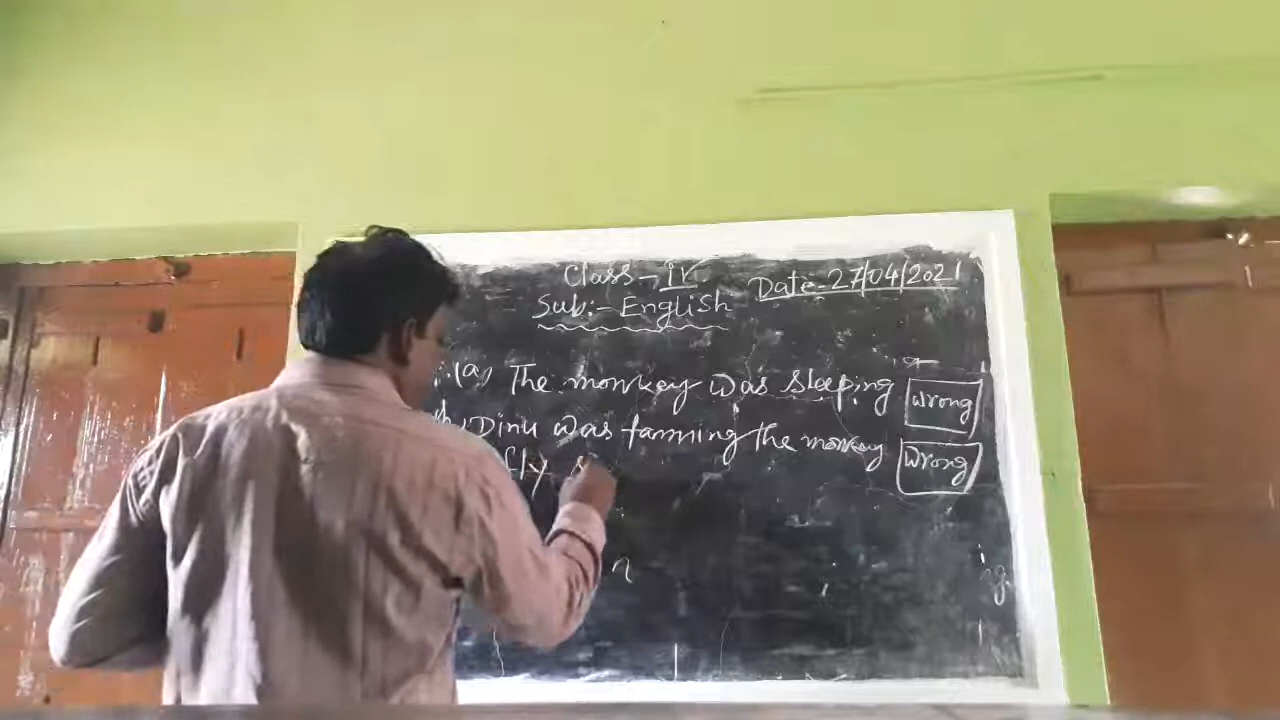 Class - iv
Date - 27/04/2021
Sub:- English
(a) The monkey was sleeping wrong
Dinu was fanning the monkey wrong
fly